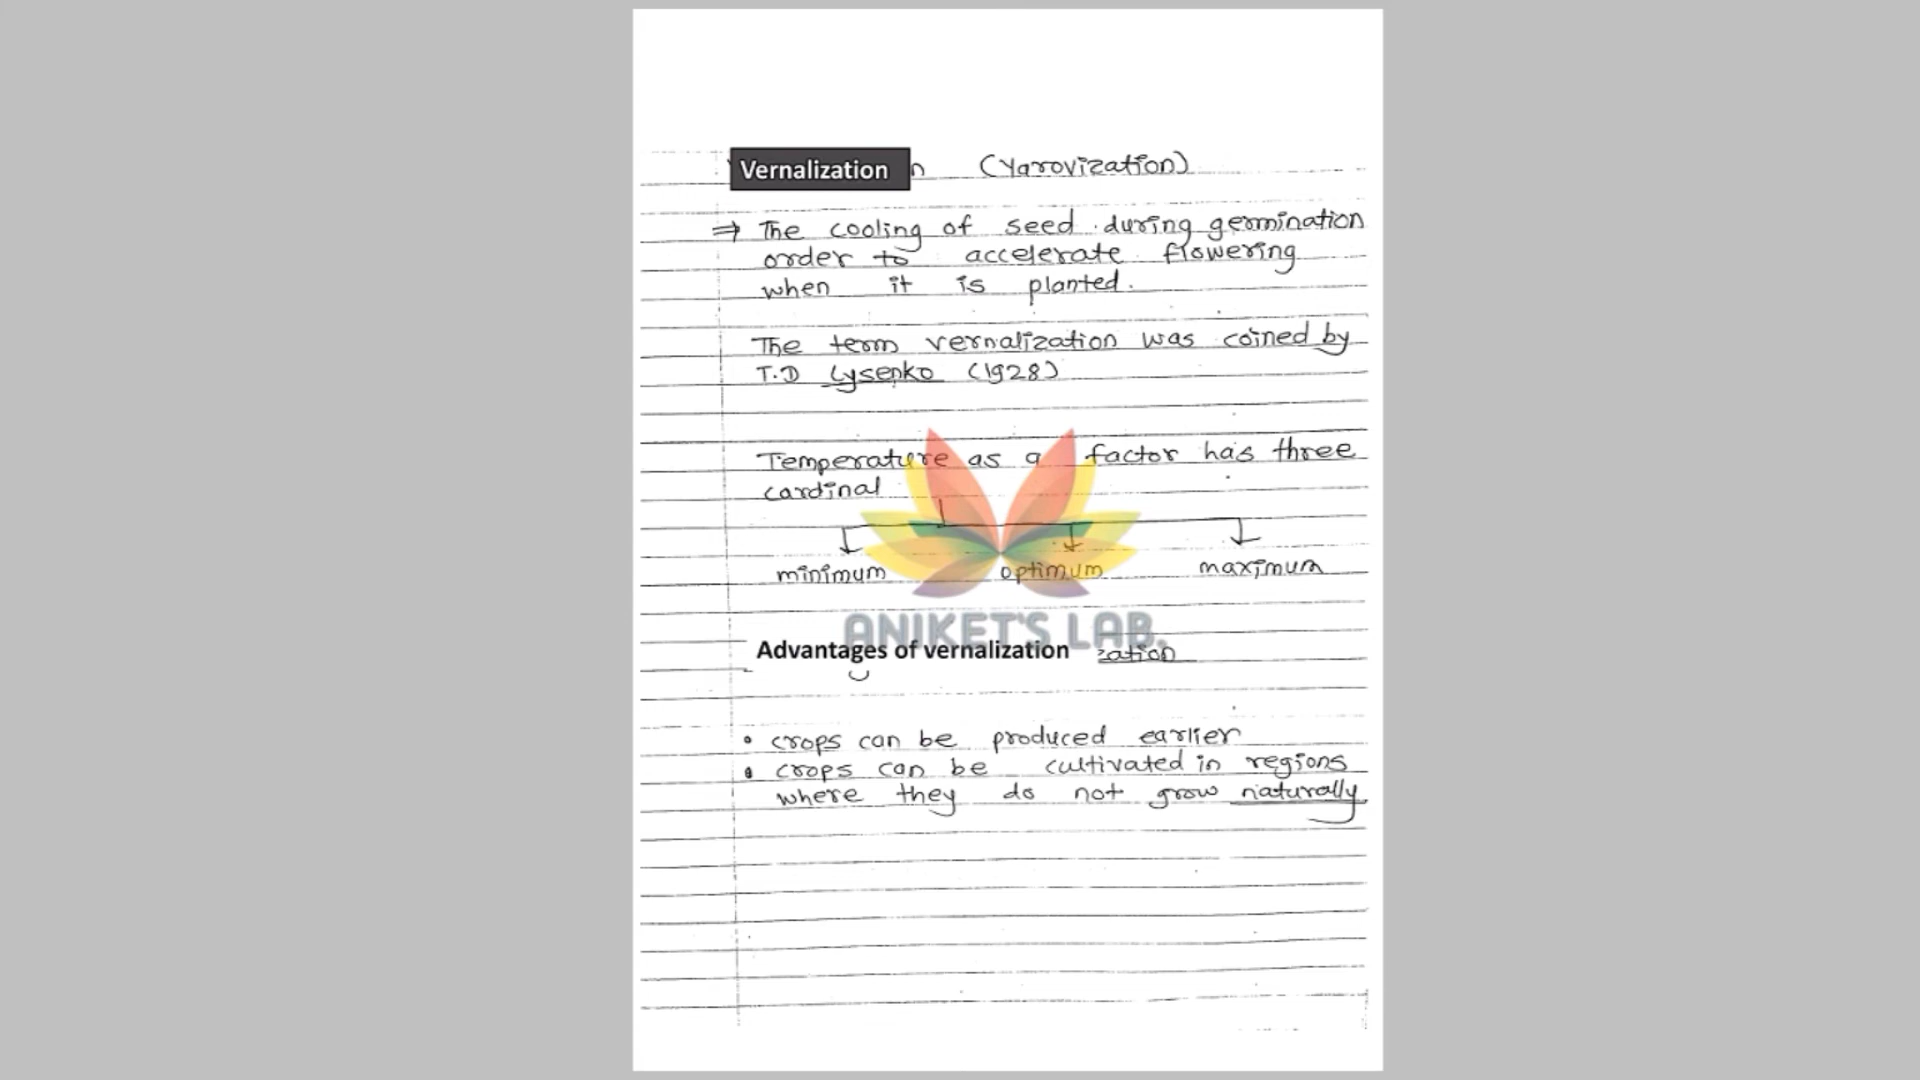 Vernalization n (Yarovization)
⇒ The cooling of seed during germination
order to accelerate flowering
when it is planted.
The term vernalization was coined by
T.D Lysenko (1928)
Temperature as a factor has three
cardinal
minimum optimum maximum
ANIKET'S LAB.
Advantages of vernalization zation
• crops can be produced earlier
• crops can be cultivated in regions
where they do not grow naturally